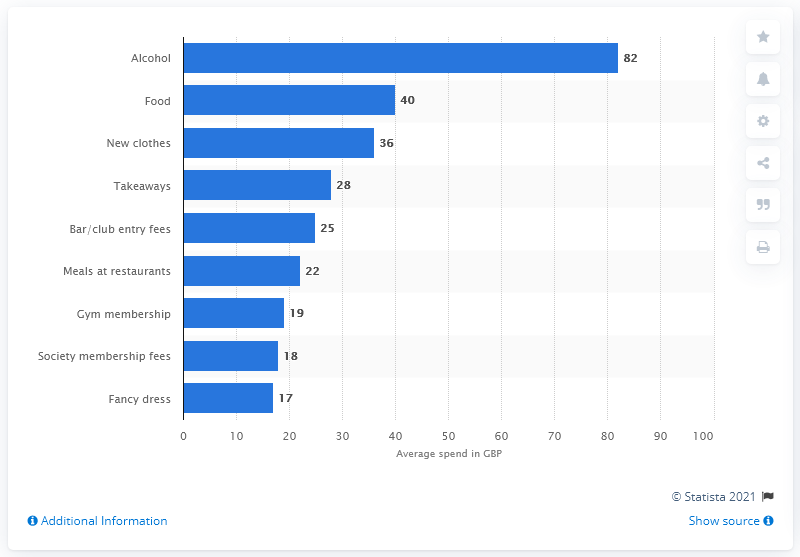 Alcohol 82
Food 40
New clothes 36
Takeaways 28
Bar/club entry fees 25
Meals at restaurants 22
Gym membership 19
Society membership fees 18
Fancy dress 17
0 10 20 30 40 50 60 70 80 90 100
Average spend in GBP
© Statista 2021
Additional Information
Show source